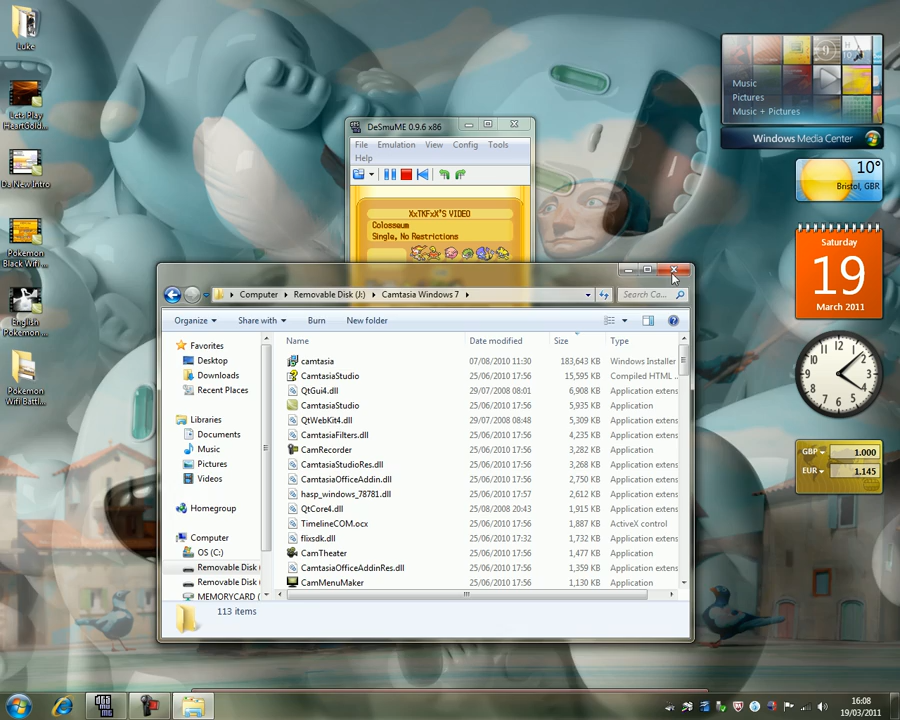 Luke
Lets Play
HeartGold...
Da New Intro
Pokemon
Black Wifi ...
English
Pokemon ...
Pokemon
Wifi Battl...
DeSmuME 0.9.6 x86
File Emulation View Config Tools
Help
XxTKFxX'S VIDEO
Colosseum
Single, No Restrictions
Music
Pictures
Music + Pictures
Windows Media Center
10°
Bristol, GBR
Saturday
19
March 2011
12 1 2 3 4 5 6 7 8 9 10 11
GBP 1.000
EUR 1.145
Computer Removable Disk (J:) Camtasia Windows 7
Search Ca...
Organize Share with Burn New folder
Favorites
Desktop
Downloads
Recent Places
Libraries
Documents
Music
Pictures
Videos
Homegroup
Computer
OS (C:)
Removable Disk
Removable Disk
MEMORYCARD (
Name Date modified Size Type
camtasia 07/08/2010 11:30 183,643 KB Windows Installer
CamtasiaStudio 25/06/2010 17:56 15,595 KB Compiled HTML ...
QtGui4.dll 29/07/2008 08:01 6,908 KB Application extens
CamtasiaStudio 25/06/2010 17:56 5,935 KB Application
QtWebKit4.dll 29/07/2008 08:48 5,309 KB Application extens
CamtasiaFilters.dll 25/06/2010 17:56 4,235 KB Application extens
CamRecorder 25/06/2010 17:56 3,282 KB Application
CamtasiaStudioRes.dll 25/06/2010 17:56 3,268 KB Application extens
CamtasiaOfficeAddin.dll 25/06/2010 17:56 2,750 KB Application extens
hasp_windows_78781.dll 25/06/2010 17:57 2,612 KB Application extens
QtCore4.dll 25/08/2008 20:43 1,915 KB Application extens
TimelineCOM.ocx 25/06/2010 17:56 1,887 KB ActiveX control
flixsdk.dll 25/06/2010 17:32 1,732 KB Application extens
CamTheater 25/06/2010 17:56 1,477 KB Application
CamtasiaOfficeAddinRes.dll 25/06/2010 17:56 1,359 KB Application extens
CamMenuMaker 25/06/2010 17:56 1,130 KB Application
113 items
16:08
19/03/2011